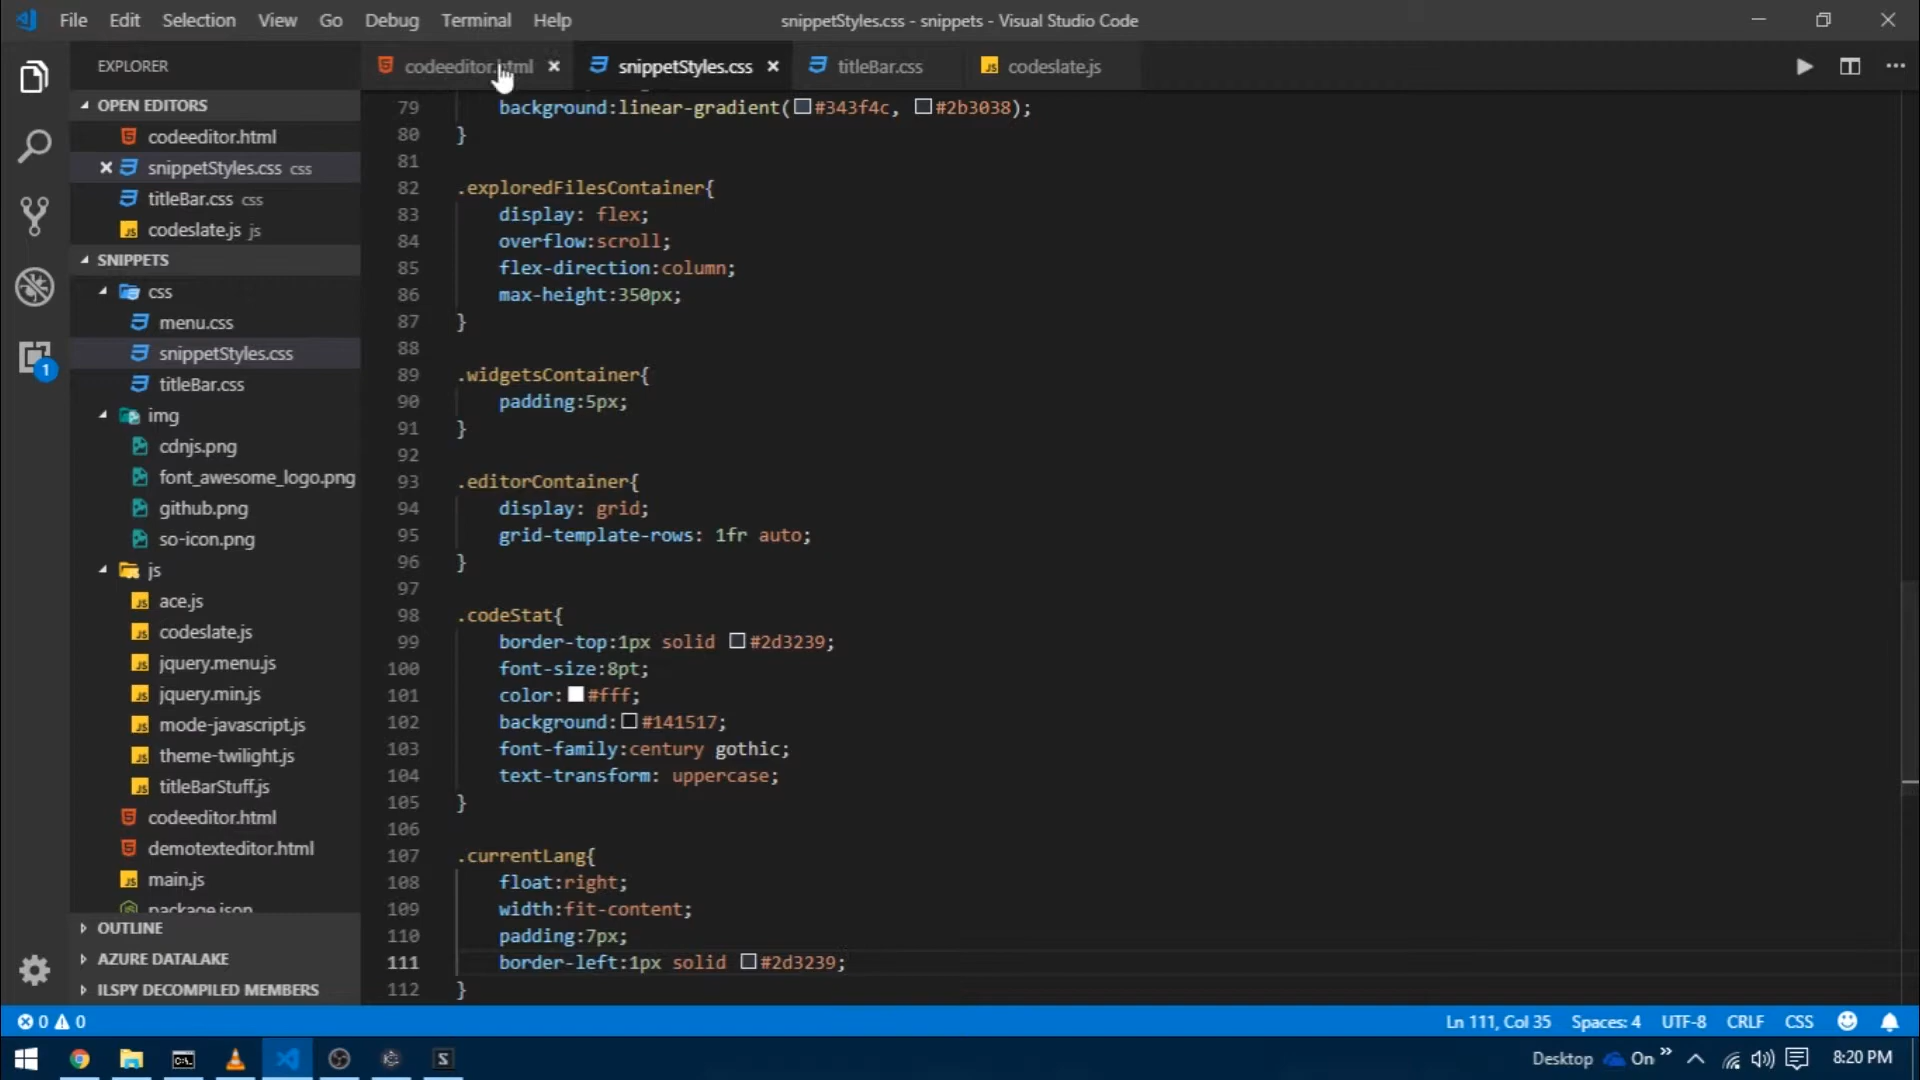 File Edit Selection View Go Debug Terminal Help
snippetStyles.css - snippets - Visual Studio Code
EXPLORER
OPEN EDITORS
codeeditor.html
snippetStyles.css css
titleBar.css css
codeslate.js js
SNIPPETS
css
menu.css
snippetStyles.css
titleBar.css
img
cdnjs.png
font_awesome_logo.png
github.png
so-icon.png
js
ace.js
codeslate.js
jquery.menu.js
jquery.min.js
mode-javascript.js
theme-twilight.js
titleBarStuff.js
codeeditor.html
demotexteditor.html
main.js
package.json
OUTLINE
AZURE DATALAKE
ILSPY DECOMPILED MEMBERS
1
codeeditor.html snippetStyles.css titleBar.css codeslate.js
79 background:linear-gradient(#343f4c, #2b3038);
80 }
81
82 .exploredFilesContainer{
83 display: flex;
84 overflow:scroll;
85 flex-direction:column;
86 max-height:350px;
87 }
88
89 .widgetsContainer{
90 padding:5px;
91 }
92
93 .editorContainer{
94 display: grid;
95 grid-template-rows: 1fr auto;
96 }
97
98 .codeStat{
99 border-top:1px solid #2d3239;
100 font-size:8pt;
101 color:#fff;
102 background:#141517;
103 font-family:century gothic;
104 text-transform: uppercase;
105 }
106
107 .currentLang{
108 float:right;
109 width:fit-content;
110 padding:7px;
111 border-left:1px solid #2d3239;
112 }
0 0 Ln 111, Col 35 Spaces: 4 UTF-8 CRLF CSS
Desktop On 8:20 PM